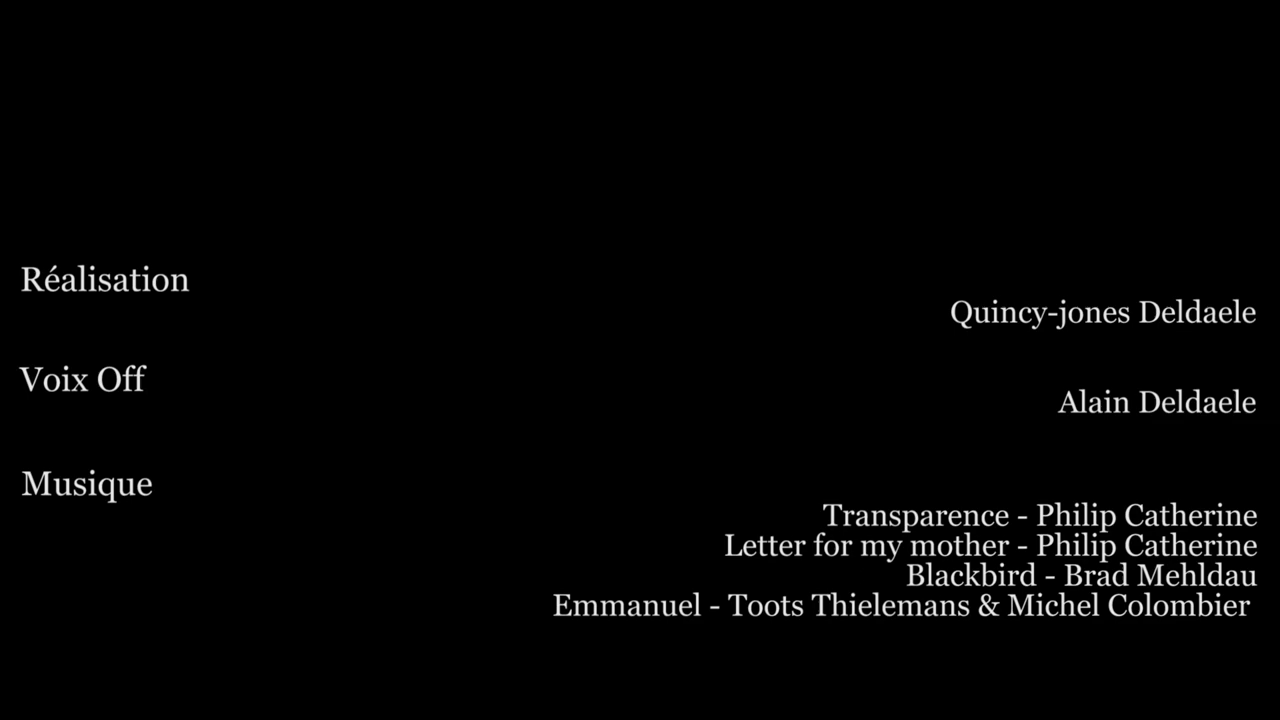 Réalisation
Quincy-jones Deldaele
Voix Off
Alain Deldaele
Musique
Transparence - Philip Catherine
Letter for my mother - Philip Catherine
Blackbird - Brad Mehldau
Emmanuel - Toots Thielemans & Michel Colombier